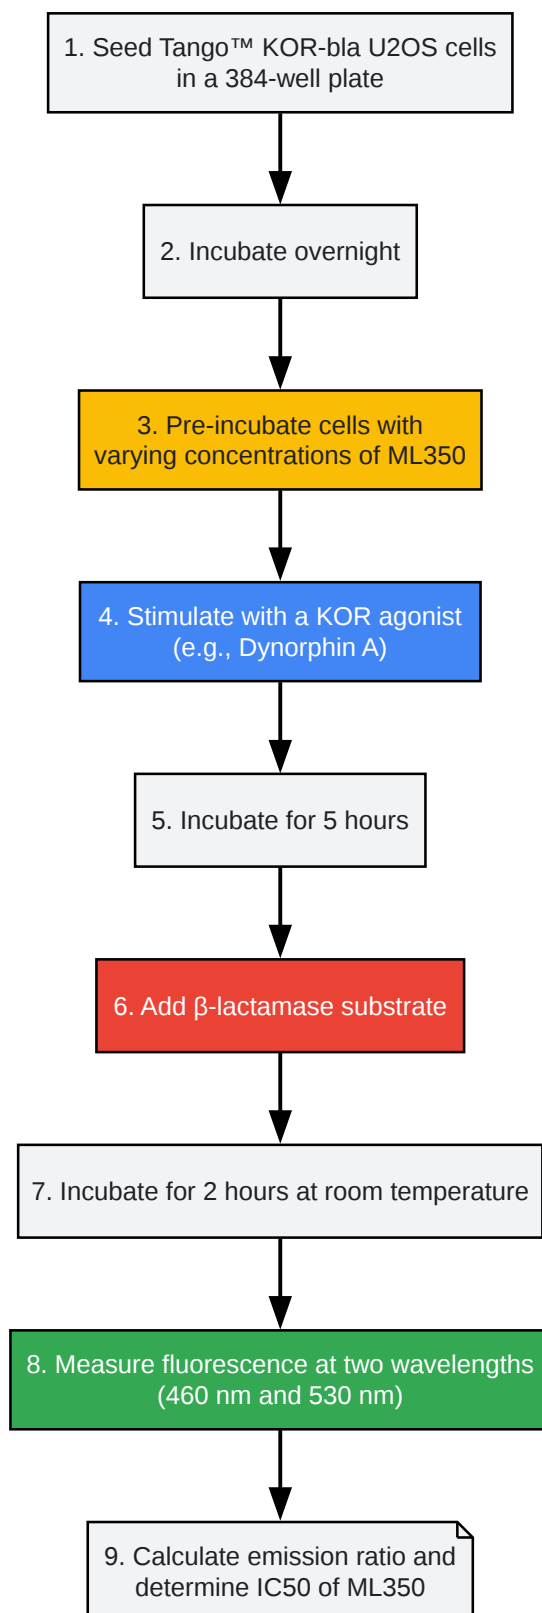 1. Seed Tango™ KOR-bla U2OS cells
in a 384-well plate
2. Incubate overnight
3. Pre-incubate cells with
varying concentrations of ML350
4. Stimulate with a KOR agonist
(e.g., Dynorphin A)
5. Incubate for 5 hours
6. Add β-lactamase substrate
7. Incubate for 2 hours at room temperature
8. Measure fluorescence at two wavelengths
(460 nm and 530 nm)
9. Calculate emission ratio and
determine IC50 of ML350